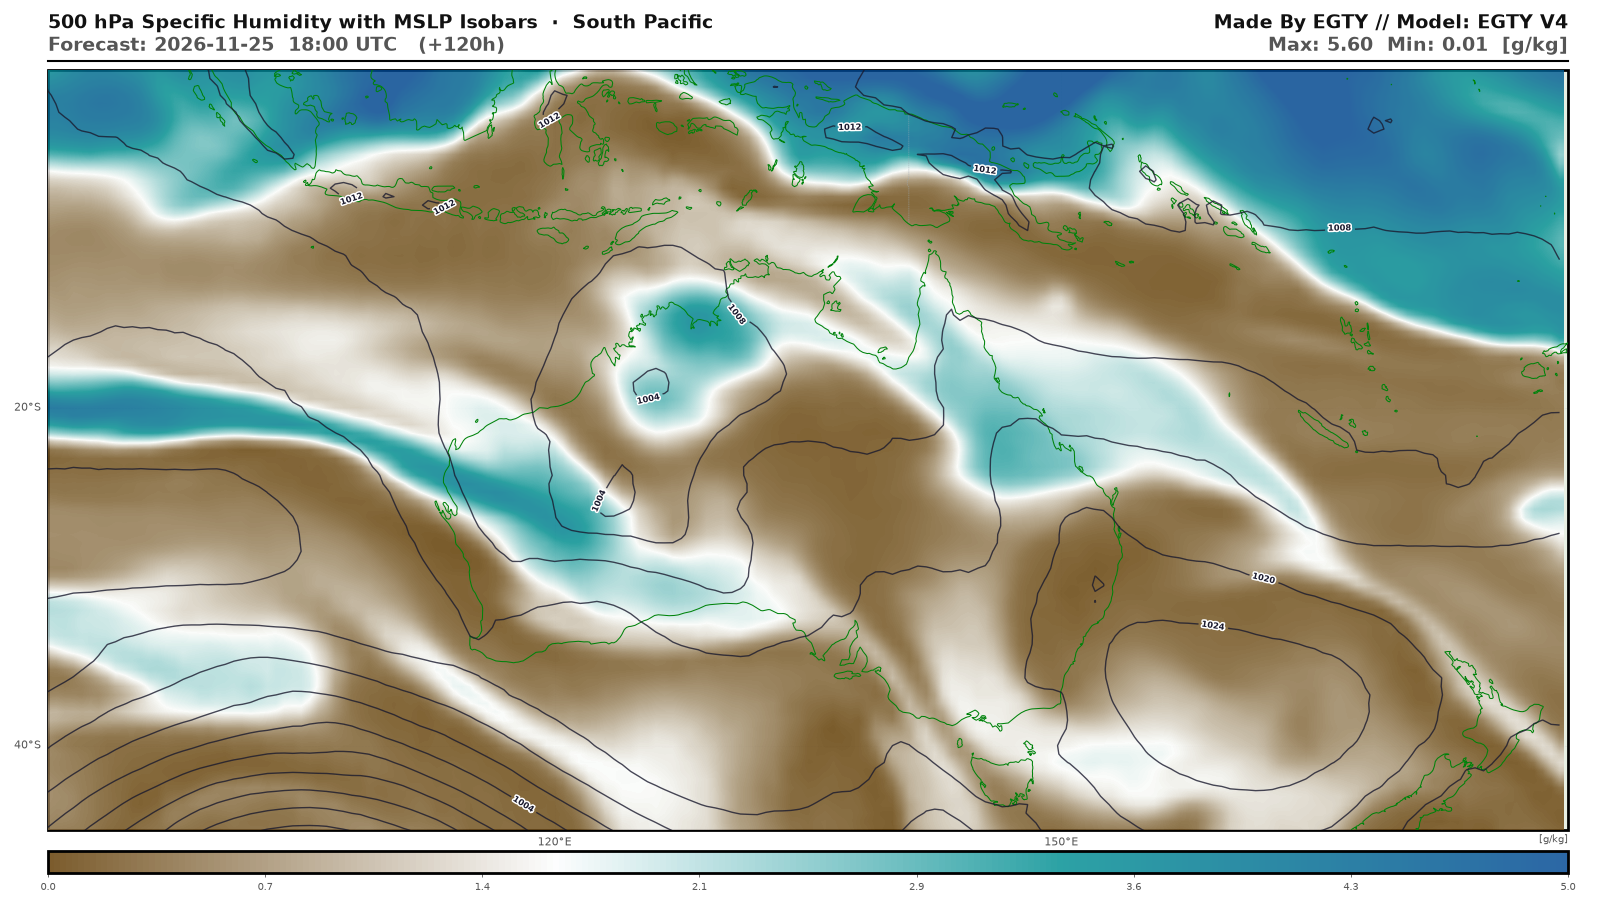 500 hPa Specific Humidity with MSLP Isobars · South Pacific
Made By EGTY // Model: EGTY V4
Forecast: 2026-11-25 18:00 UTC (+120h)
Max: 5.60 Min: 0.01 [g/kg]
1012
1012
1012
1012
1012
1008
1008
20°S
1004
1004
1020
1024
40°S
1004
120°E
150°E
[g/kg]
0.0
0.7
1.4
2.1
2.9
3.6
4.3
5.0